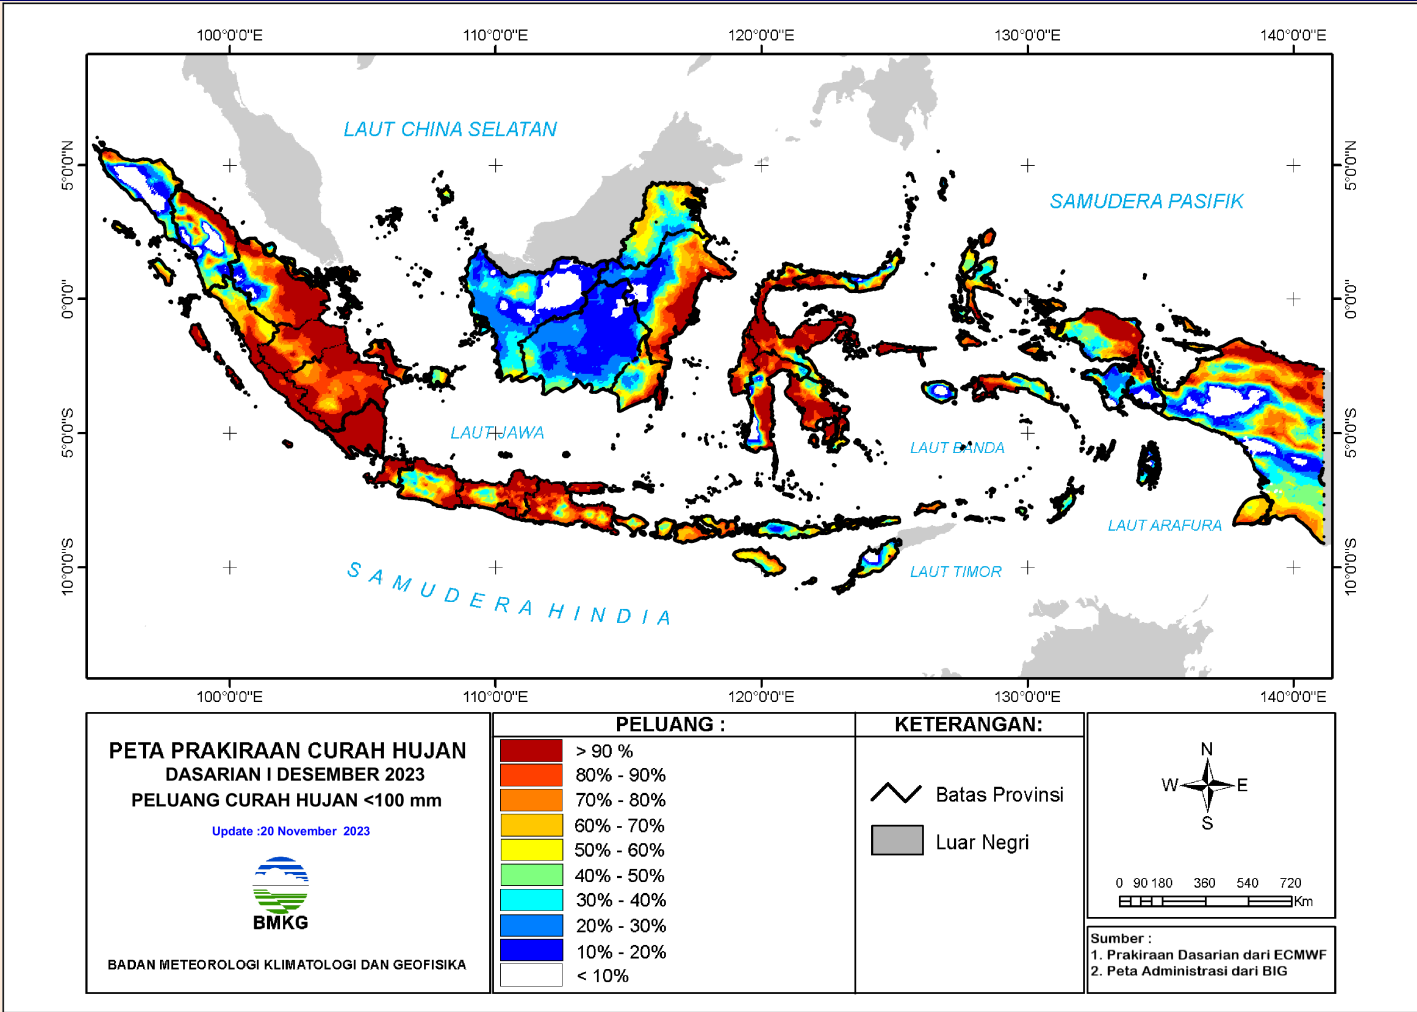 100°0'0"E 110°0'0"E 120°0'0"E 130°0'0"E 140°0'0"E
LAUT CHINA SELATAN
5°0'0"N 5°0'0"N
SAMUDERA PASIFIK
0°0'0" 0°0'0"
LAUT JAWA
LAUT BANDA
5°0'0"S 5°0'0"S
LAUT ARAFURA
LAUT TIMOR
10°0'0"S 10°0'0"S
SAMUDERA HINDIA
100°0'0"E 110°0'0"E 120°0'0"E 130°0'0"E 140°0'0"E
PETA PRAKIRAAN CURAH HUJAN
DASARIAN I DESEMBER 2023
PELUANG CURAH HUJAN <100 mm
Update :20 November 2023
BMKG
BADAN METEOROLOGI KLIMATOLOGI DAN GEOFISIKA
PELUANG :
> 90 %
80% - 90%
70% - 80%
60% - 70%
50% - 60%
40% - 50%
30% - 40%
20% - 30%
10% - 20%
< 10%
KETERANGAN:
Batas Provinsi
Luar Negri
N
W E
S
0 90 180 360 540 720
Km
Sumber :
1. Prakiraan Dasarian dari ECMWF
2. Peta Administrasi dari BIG